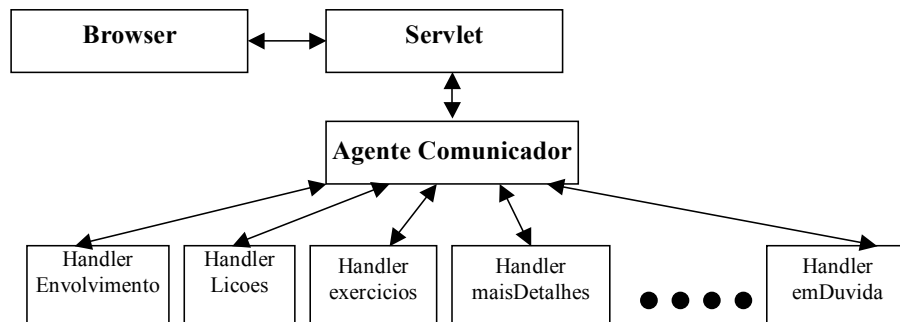 Browser
Servlet
Agente Comunicador
Handler
Envolvimento
Handler
Licoes
Handler
exercicios
Handler
maisDetalhes
Handler
emDuvida